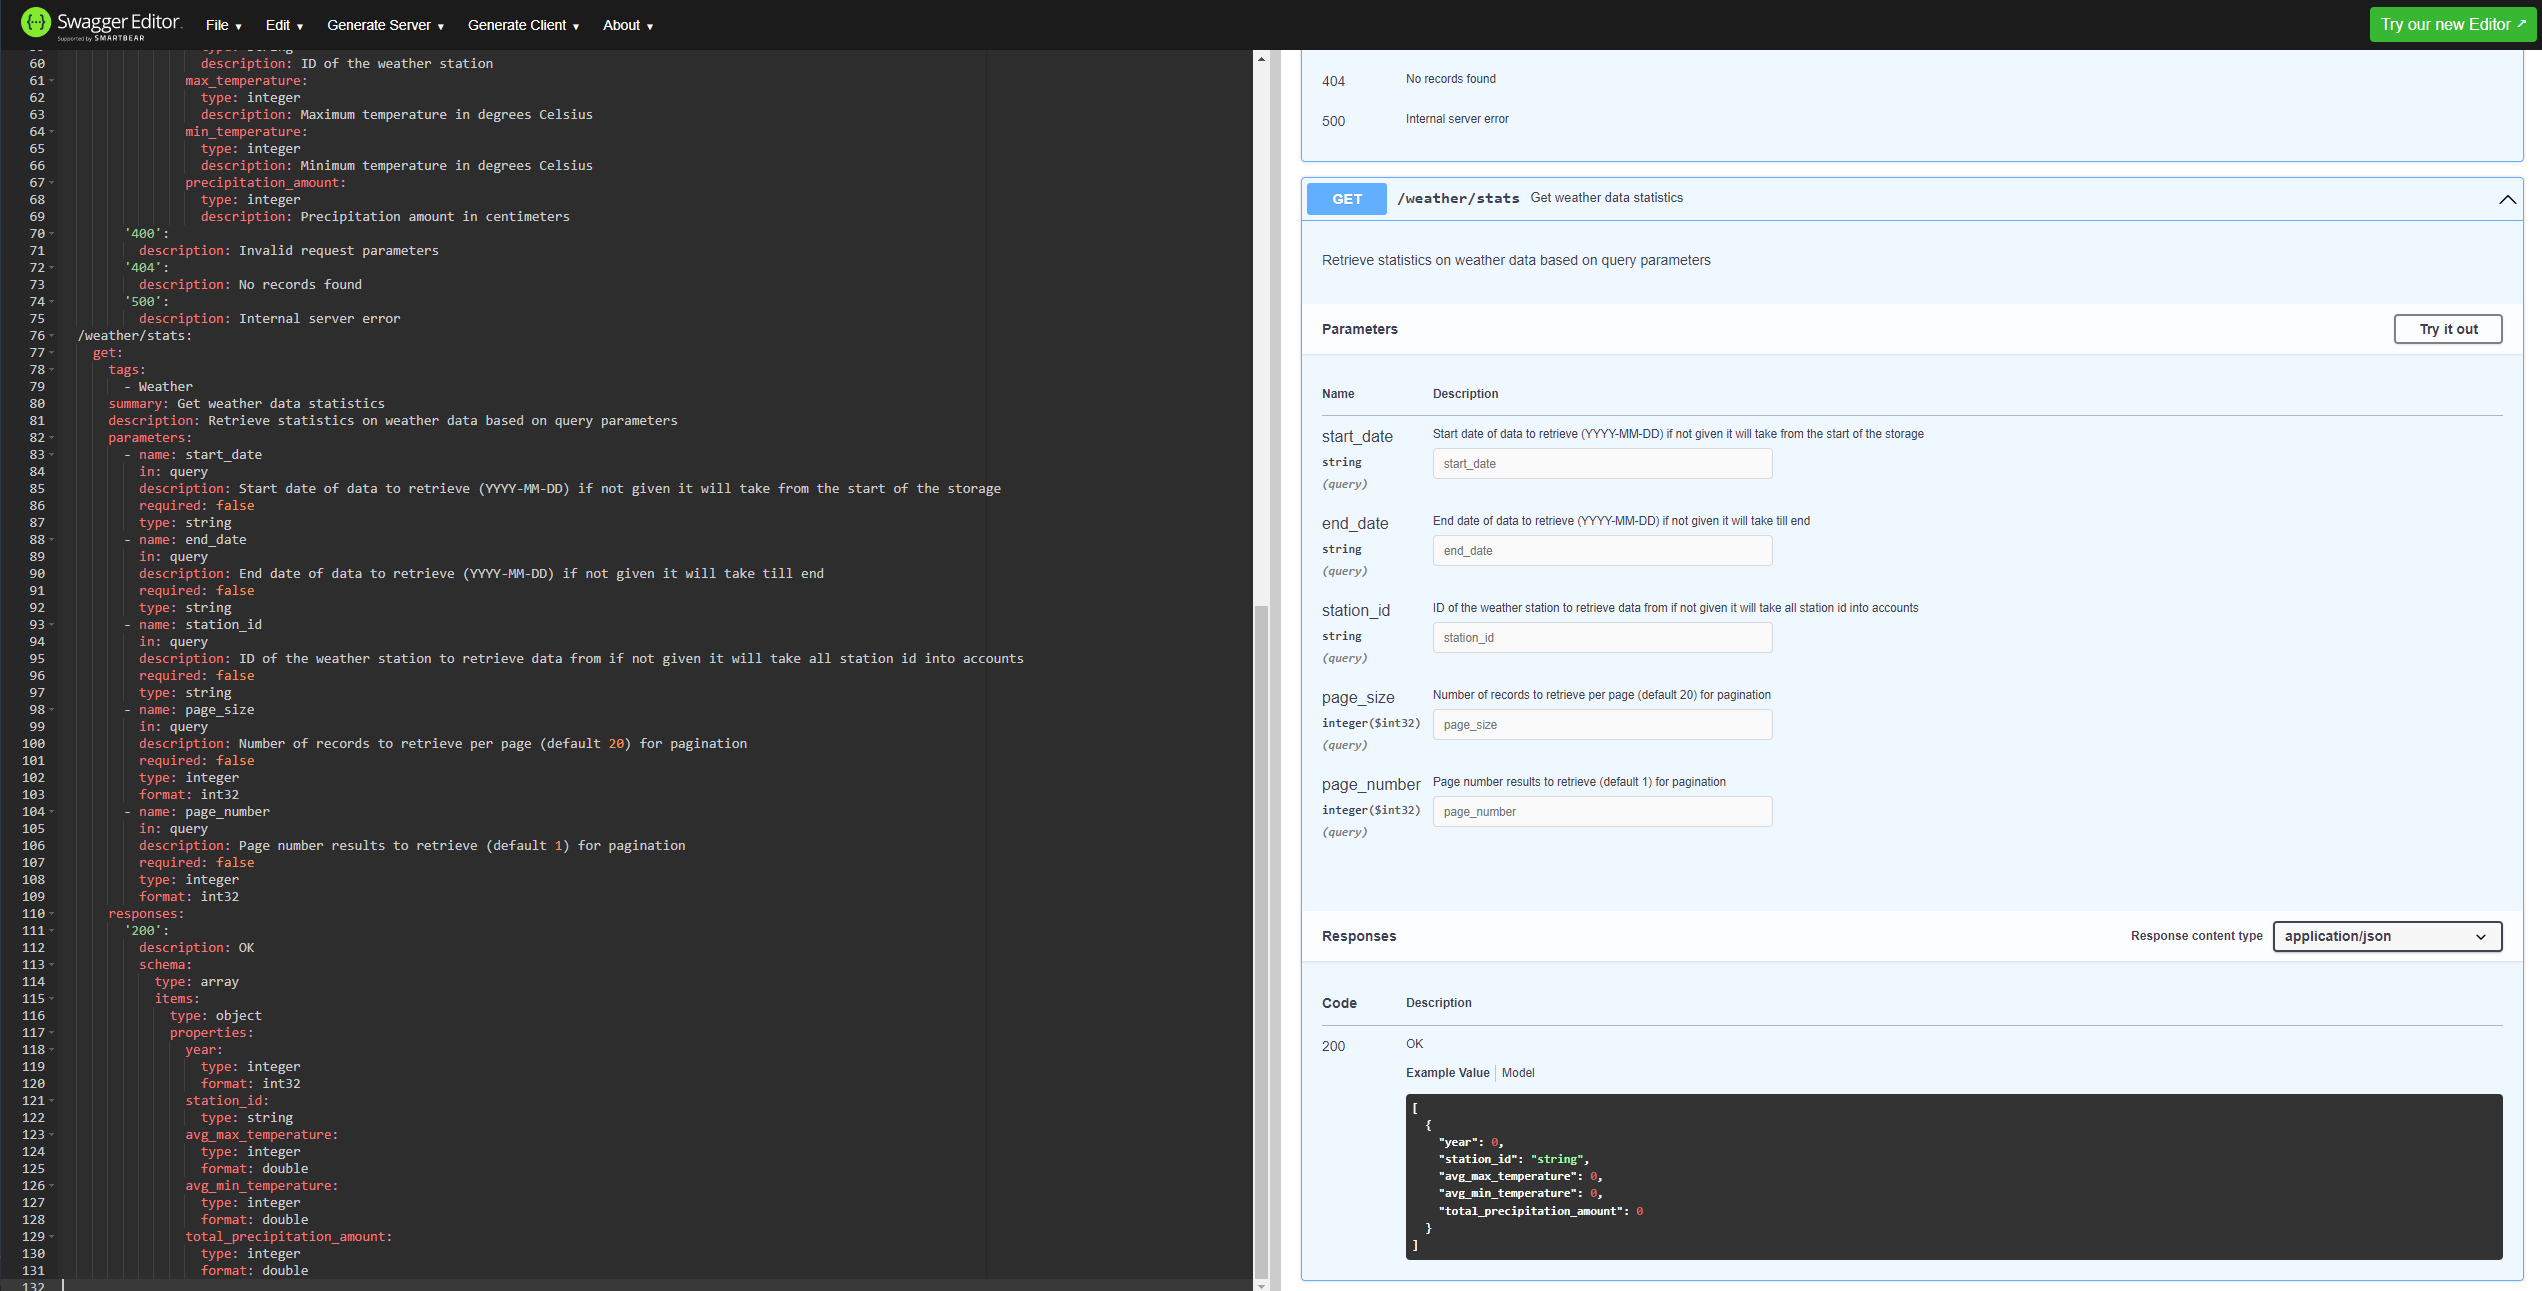 Swagger Editor
Supported by SMARTBEAR
File
Edit
Generate Server
Generate Client
About
Try our new Editor
60 description: ID of the weather station
61 max_temperature:
62 type: integer
63 description: Maximum temperature in degrees Celsius
64 min_temperature:
65 type: integer
66 description: Minimum temperature in degrees Celsius
67 precipitation_amount:
68 type: integer
69 description: Precipitation amount in centimeters
70 '400':
71 description: Invalid request parameters
72 '404':
73 description: No records found
74 '500':
75 description: Internal server error
76 /weather/stats:
77 get:
78 tags:
79 - Weather
80 summary: Get weather data statistics
81 description: Retrieve statistics on weather data based on query parameters
82 parameters:
83 - name: start_date
84 in: query
85 description: Start date of data to retrieve (YYYY-MM-DD) if not given it will take from the start of the storage
86 required: false
87 type: string
88 - name: end_date
89 in: query
90 description: End date of data to retrieve (YYYY-MM-DD) if not given it will take till end
91 required: false
92 type: string
93 - name: station_id
94 in: query
95 description: ID of the weather station to retrieve data from if not given it will take all station id into accounts
96 required: false
97 type: string
98 - name: page_size
99 in: query
100 description: Number of records to retrieve per page (default 20) for pagination
101 required: false
102 type: integer
103 format: int32
104 - name: page_number
105 in: query
106 description: Page number results to retrieve (default 1) for pagination
107 required: false
108 type: integer
109 format: int32
110 responses:
111 '200':
112 description: OK
113 schema:
114 type: array
115 items:
116 type: object
117 properties:
118 year:
119 type: integer
120 format: int32
121 station_id:
122 type: string
123 avg_max_temperature:
124 type: integer
125 format: double
126 avg_min_temperature:
127 type: integer
128 format: double
129 total_precipitation_amount:
130 type: integer
131 format: double
132
404 No records found
500 Internal server error
GET /weather/stats Get weather data statistics
Retrieve statistics on weather data based on query parameters
Parameters
Try it out
Name Description
start_date
string
(query)
Start date of data to retrieve (YYYY-MM-DD) if not given it will take from the start of the storage
start_date
end_date
string
(query)
End date of data to retrieve (YYYY-MM-DD) if not given it will take till end
end_date
station_id
string
(query)
ID of the weather station to retrieve data from if not given it will take all station id into accounts
station_id
page_size
integer($int32)
(query)
Number of records to retrieve per page (default 20) for pagination
page_size
page_number
integer($int32)
(query)
Page number results to retrieve (default 1) for pagination
page_number
Responses
Response content type
application/json
Code Description
200 OK
Example Value Model
[
{
"year": 0,
"station_id": "string",
"avg_max_temperature": 0,
"avg_min_temperature": 0,
"total_precipitation_amount": 0
}
]